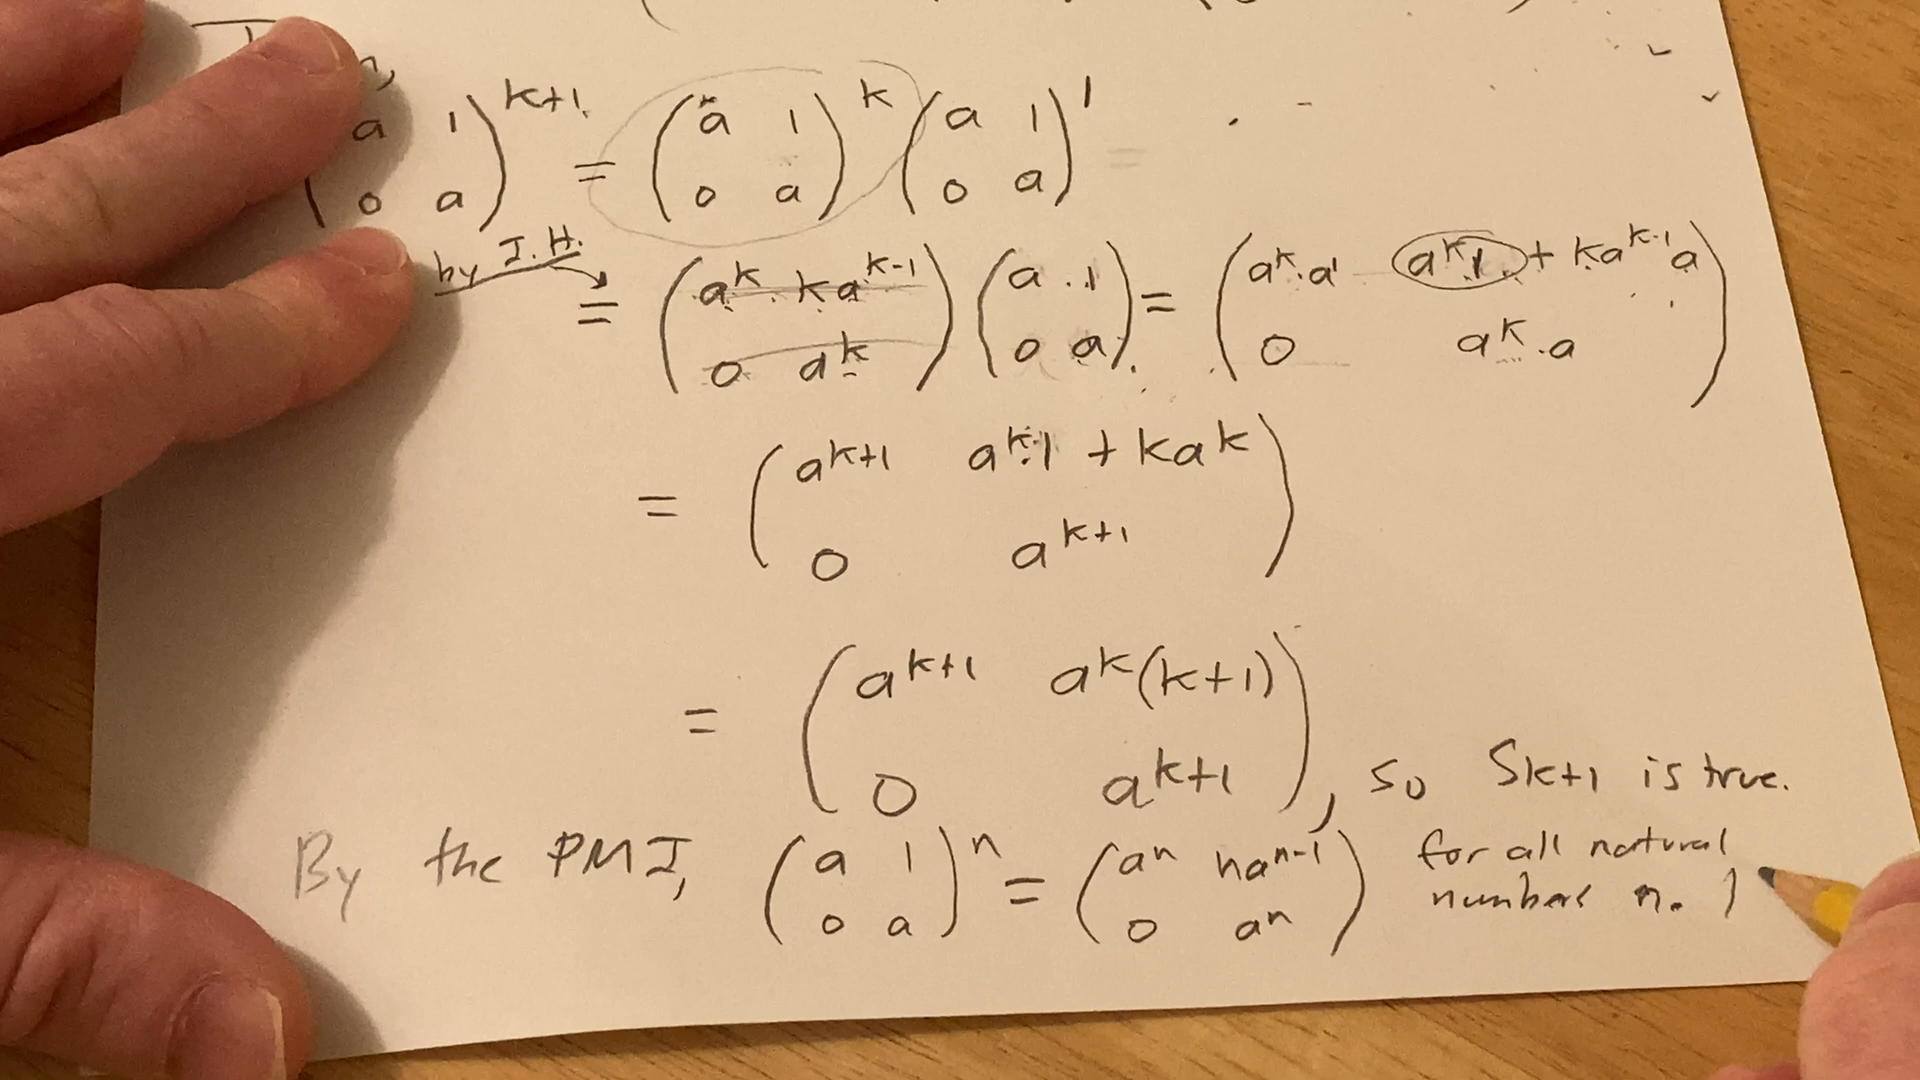 (a 1; 0 a)^k+1 = (a 1; 0 a)^k (a 1; 0 a)^1 =
by I.H. = (a^k ka^k-1; 0 a^k) (a 1; 0 a) = (a^k·a^1 a^k·1 + ka^k-1 a; 0 a^k·a)
= (a^k+1 a^k·1 + ka^k; 0 a^k+1)
= (a^k+1 a^k(k+1); 0 a^k+1), so Sk+1 is true.
By the PMI, (a 1; 0 a)^n = (a^n na^n-1; 0 a^n) for all natural
numbers n.